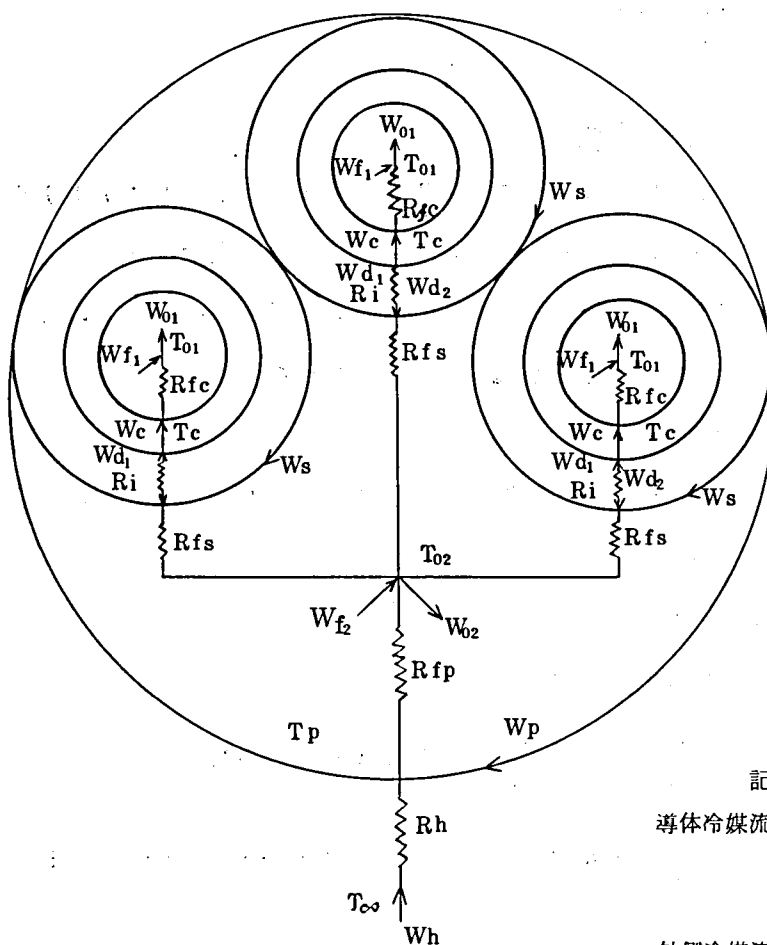 W01
Wf1 T01
Rfc
Ws
Wc Tc
Wd1 Wd2
Ri
Rfs
W01
Wf1 T01
Rfc
Wc Tc
Wd1
Ri
Ws
Rfs
W01
Wf1 T01
Rfc
Wc Tc
Wd1 Wd2
Ri
Ws
Rfs
T02
Wf2 W02
Rfp
Tp Wp
記
導体冷媒流
Rh
T∞
Wh